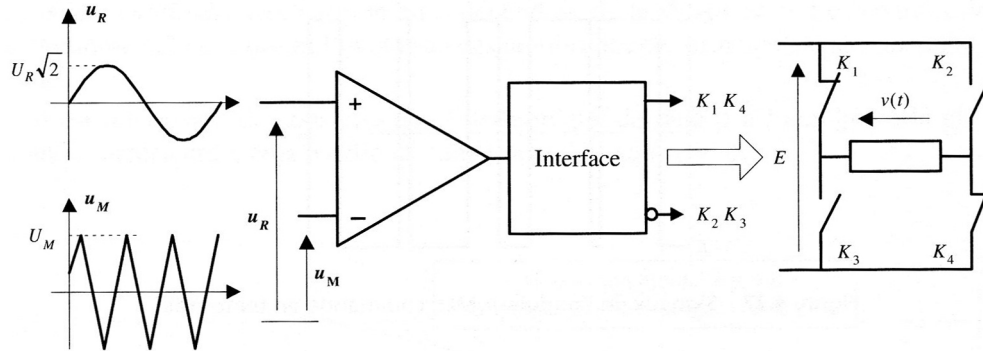 u_R
U_R√2
u_M
U_M
u_R
u_M
+
−
Interface
K_1 K_4
K_2 K_3
E
K_1
K_2
v(t)
K_3
K_4